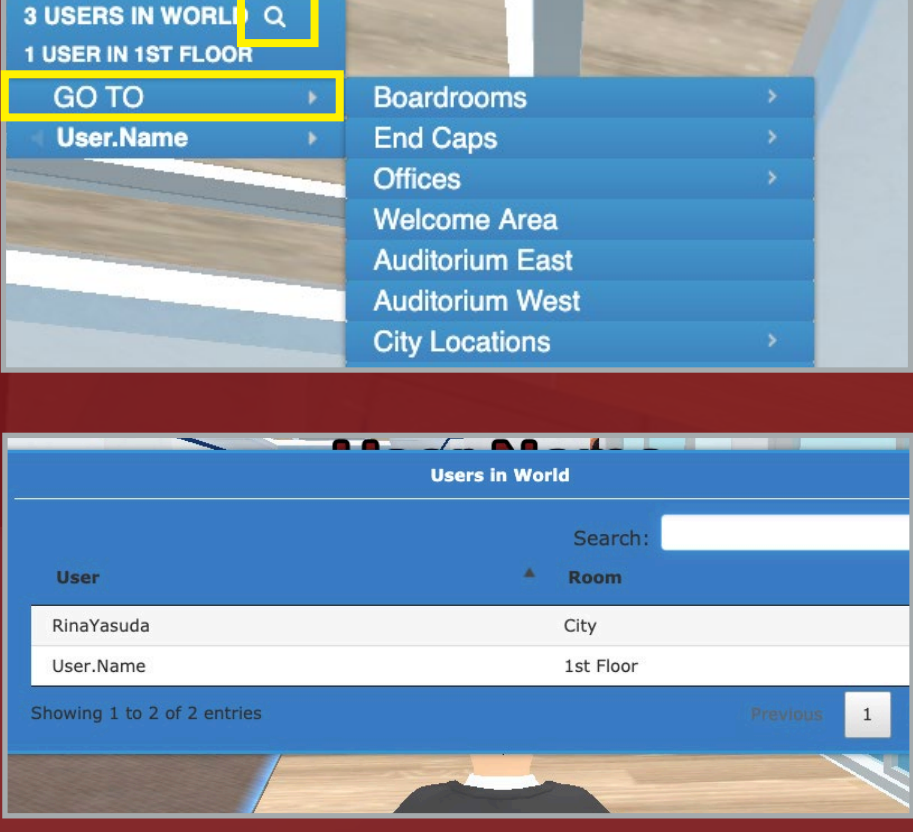 3 USERS IN WORLD
1 USER IN 1ST FLOOR
GO TO
User.Name
Boardrooms
End Caps
Offices
Welcome Area
Auditorium East
Auditorium West
City Locations
Users in World
Search:
User Room
RinaYasuda City
User.Name 1st Floor
Showing 1 to 2 of 2 entries Previous 1